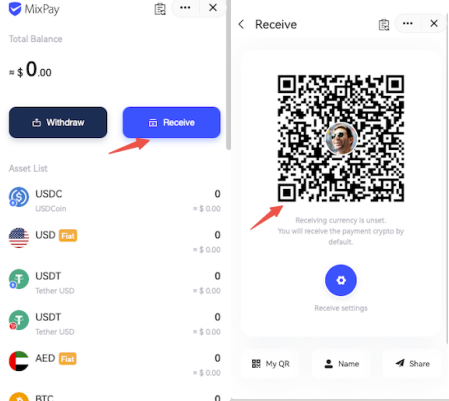 MixPay
Total Balance
≈ $ 0.00
Withdraw
Receive
Asset List
USDC
0
USDCoin
≈ $ 0.00
USD Fiat
0
≈ $ 0.00
USDT
0
Tether USD
≈ $ 0.00
USDT
0
Tether USD
≈ $ 0.00
AED Fiat
0
≈ $ 0.00
BTC
0
Receive
Receiving currency is unset.
You will receive the payment crypto by
default.
Receive settings
My QR
Name
Share